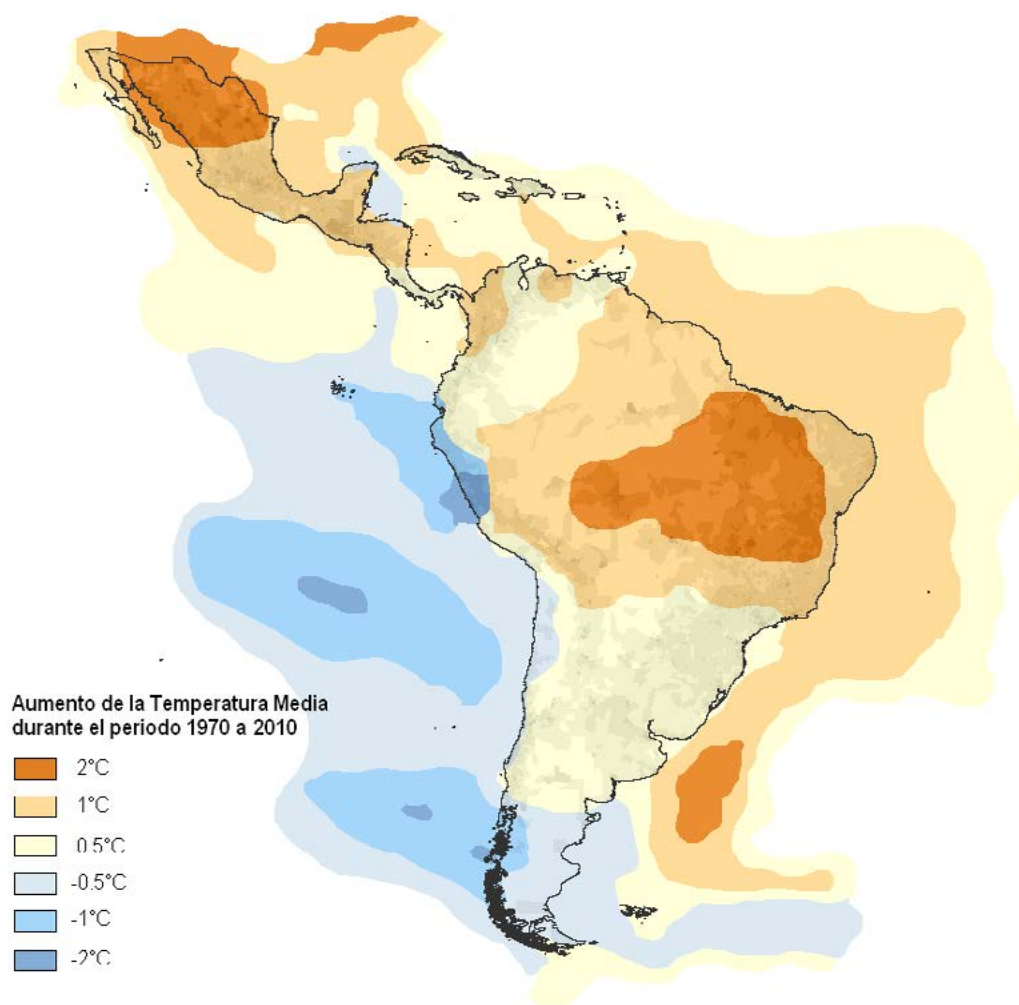 Aumento de la Temperatura Media
durante el periodo 1970 a 2010
2°C
1°C
0.5°C
-0.5°C
-1°C
-2°C